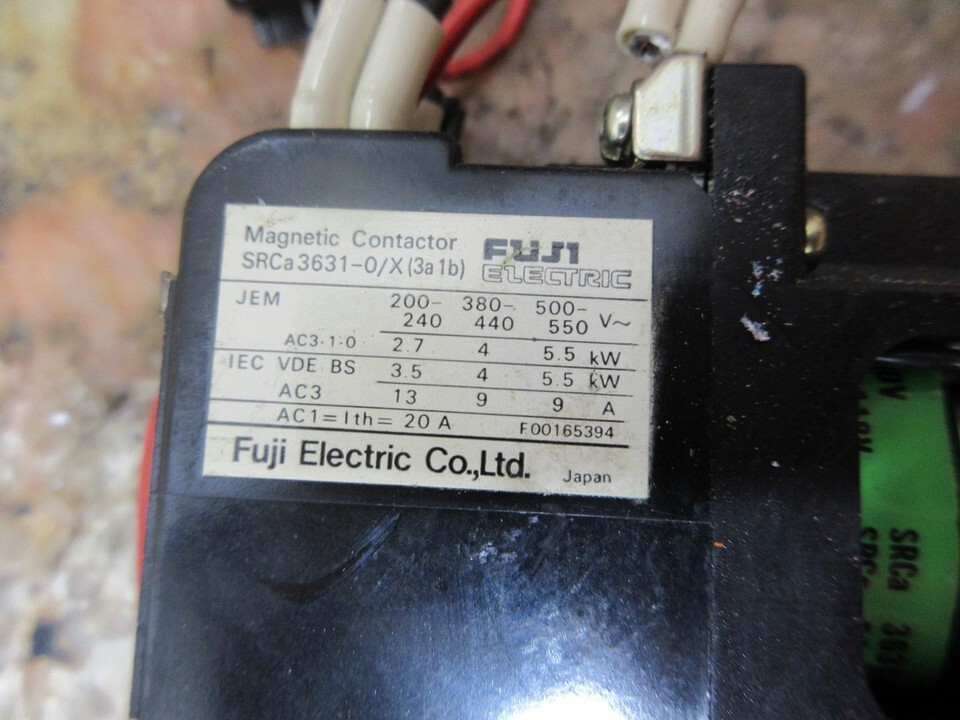 Magnetic Contactor
SRCa3631-0/X(3a1b)
FUJI
ELECTRIC
JEM 200- 380- 500- V~
240 440 550
AC3-1-0 2.7 4 5.5 kW
IEC VDE BS 3.5 4 5.5 kW
AC3 13 9 9 A
AC1=Ith= 20 A F00165394
Fuji Electric Co.,Ltd. Japan
SRCa 363